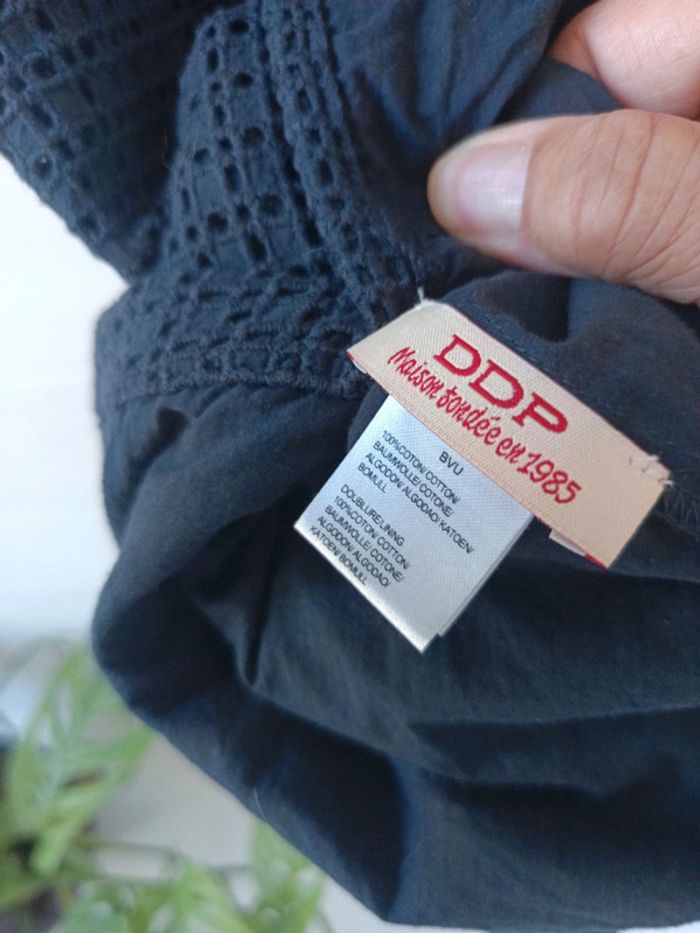 DDP
Maison fondée en 1985
BVU
100%COTON/ COTTON/
BAUMWOLLE/ COTONE/
ALGODON/ ALGODAO/ KATOEN/
BOMULL
DOUBLURE/LINING
100%COTON/ COTTON/
BAUMWOLLE/ COTONE/
ALGODON/ ALGODAO/
KATOEN/ BOMULL